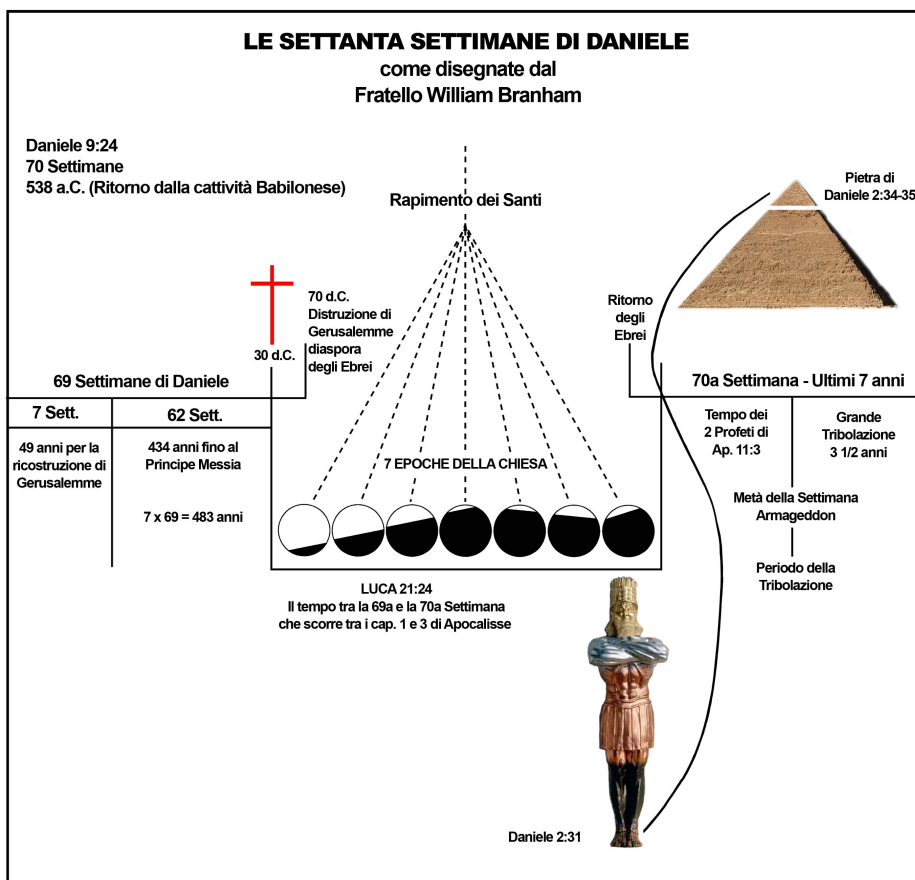 LE SETTANTA SETTIMANE DI DANIELE
come disegnate dal
Fratello William Branham
Daniele 9:24
70 Settimane
538 a.C. (Ritorno dalla cattività Babilonese)
Pietra di
Daniele 2:34-35
Rapimento dei Santi
70 d.C.
Distruzione di
Gerusalemme
diaspora
degli Ebrei
30 d.C.
Ritorno
degli
Ebrei
69 Settimane di Daniele
7 Sett.
62 Sett.
49 anni per la
ricostruzione di
Gerusalemme
434 anni fino al
Principe Messia
7 x 69 = 483 anni
7 EPOCHE DELLA CHIESA
70a Settimana - Ultimi 7 anni
Tempo dei
2 Profeti di
Ap. 11:3
Grande
Tribolazione
3 1/2 anni
Metà della Settimana
Armageddon
Periodo della
Tribolazione
LUCA 21:24
Il tempo tra la 69a e la 70a Settimana
che scorre tra i cap. 1 e 3 di Apocalisse
Daniele 2:31